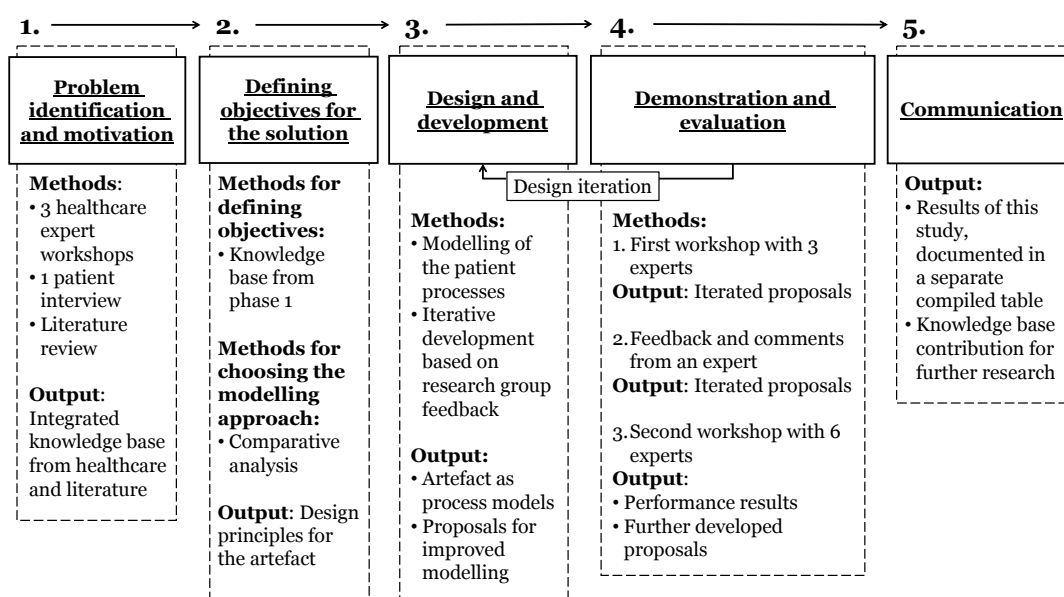 1.
2.
3.
4.
5.
Problem
identification
and motivation
Methods:
• 3 healthcare
expert
workshops
• 1 patient
interview
• Literature
review
Output:
Integrated
knowledge base
from healthcare
and literature
Defining
objectives for
the solution
Methods for
defining
objectives:
• Knowledge
base from
phase 1
Methods for
choosing the
modelling
approach:
• Comparative
analysis
Output: Design
principles for
the artefact
Design and
development
Design iteration
Methods:
• Modelling of
the patient
processes
• Iterative
development
based on
research group
feedback
Output:
• Artefact as
process models
• Proposals for
improved
modelling
Demonstration and
evaluation
Methods:
1. First workshop with 3
experts
Output: Iterated proposals
2. Feedback and comments
from an expert
Output: Iterated proposals
3. Second workshop with 6
experts
Output:
• Performance results
• Further developed
proposals
Communication
Output:
• Results of this
study,
documented in
a separate
compiled table
• Knowledge base
contribution for
further research